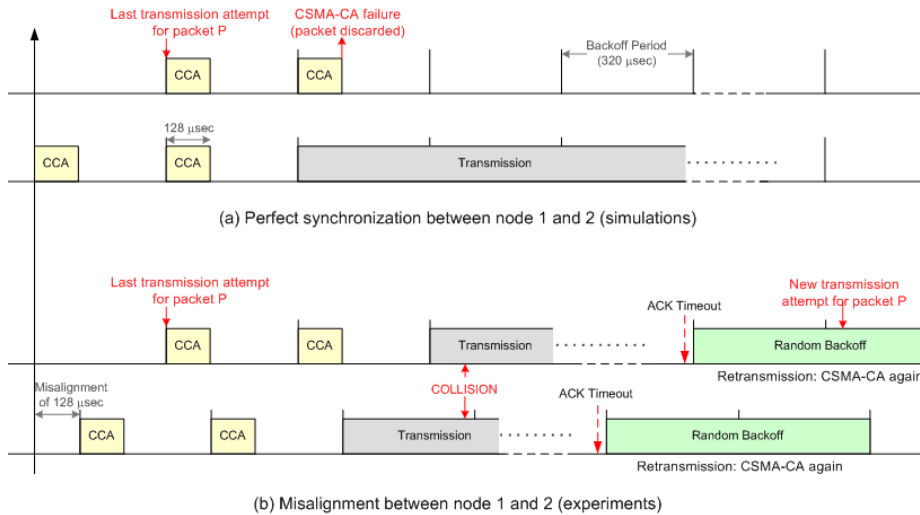 Last transmission attempt
for packet P
CSMA-CA failure
(packet discarded)
Backoff Period
(320 μsec)
CCA
CCA
128 μsec
CCA
CCA
Transmission
(a) Perfect synchronization between node 1 and 2 (simulations)
Last transmission attempt
for packet P
New transmission
attempt for packet P
ACK Timeout
CCA
CCA
Transmission
Random Backoff
Retransmission: CSMA-CA again
Misalignment
of 128 μsec
COLLISION
ACK Timeout
CCA
CCA
Transmission
Random Backoff
Retransmission: CSMA-CA again
(b) Misalignment between node 1 and 2 (experiments)